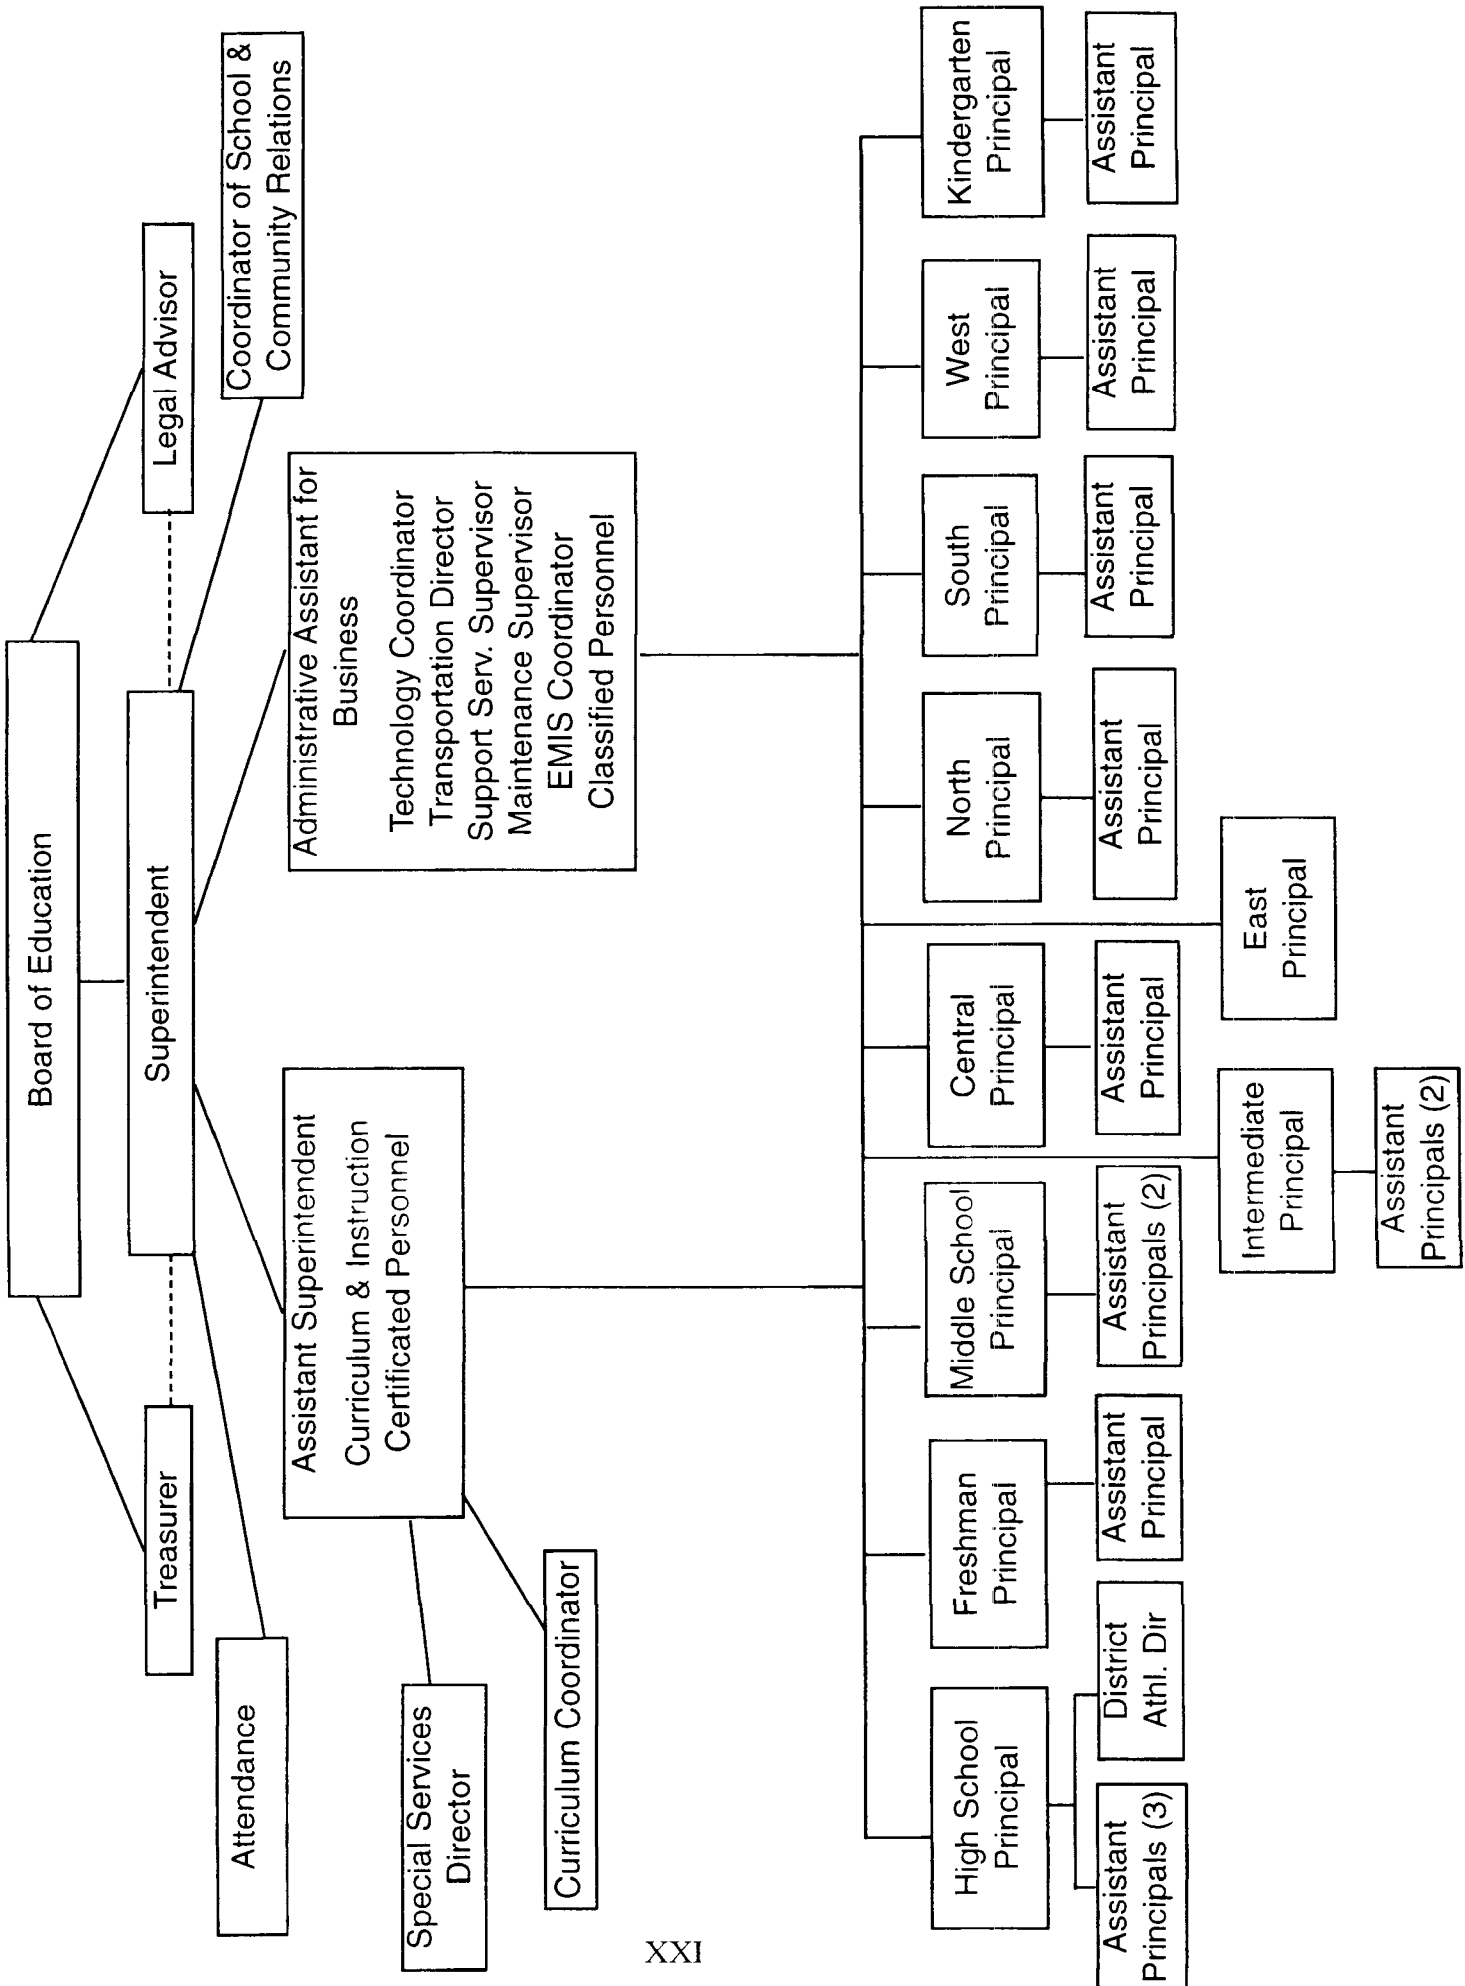 Board of Education
Treasurer
Superintendent
Legal Advisor
Attendance
Coordinator of School &
Community Relations
Assistant Superintendent
Curriculum & Instruction
Certificated Personnel
Administrative Assistant for
Business
Technology Coordinator
Transportation Director
Support Serv. Supervisor
Maintenance Supervisor
EMIS Coordinator
Classified Personnel
Special Services
Director
Curriculum Coordinator
High School
Principal
Freshman
Principal
Middle School
Principal
Central
Principal
North
Principal
South
Principal
West
Principal
Kindergarten
Principal
Assistant
Principals (3)
District
Athl. Dir
Assistant
Principal
Assistant
Principals (2)
Assistant
Principal
Assistant
Principal
Assistant
Principal
Assistant
Principal
Assistant
Principal
Intermediate
Principal
East
Principal
Assistant
Principals (2)
XXI